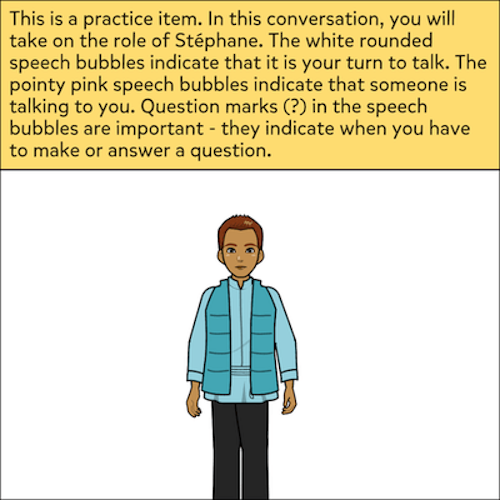 This is a practice item. In this conversation, you will
take on the role of Stéphane. The white rounded
speech bubbles indicate that it is your turn to talk. The
pointy pink speech bubbles indicate that someone is
talking to you. Question marks (?) in the speech
bubbles are important - they indicate when you have
to make or answer a question.